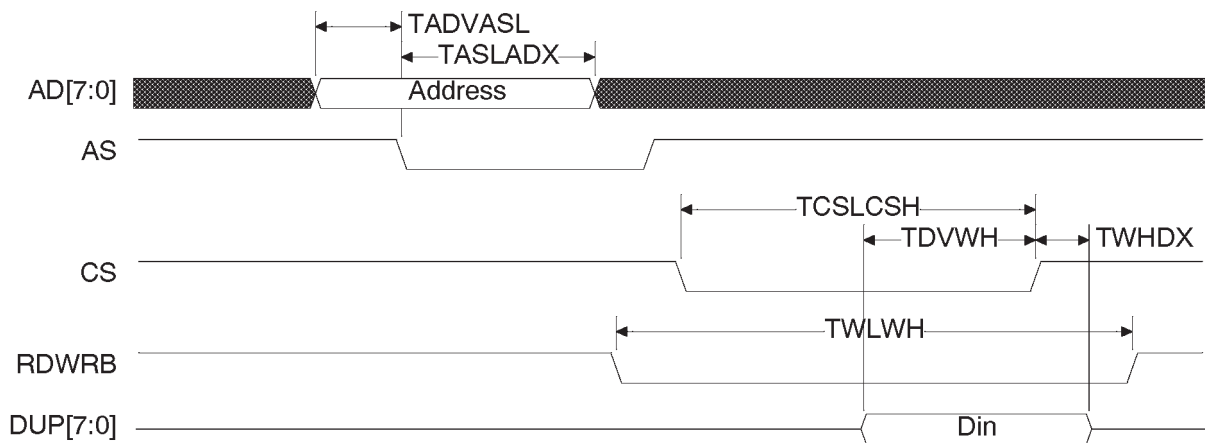 TADVASL
TASLADX
AD[7:0]
Address
AS
TCSLCSH
TDVWH
TWHDX
CS
TWLWH
RDWRB
DUP[7:0]
Din